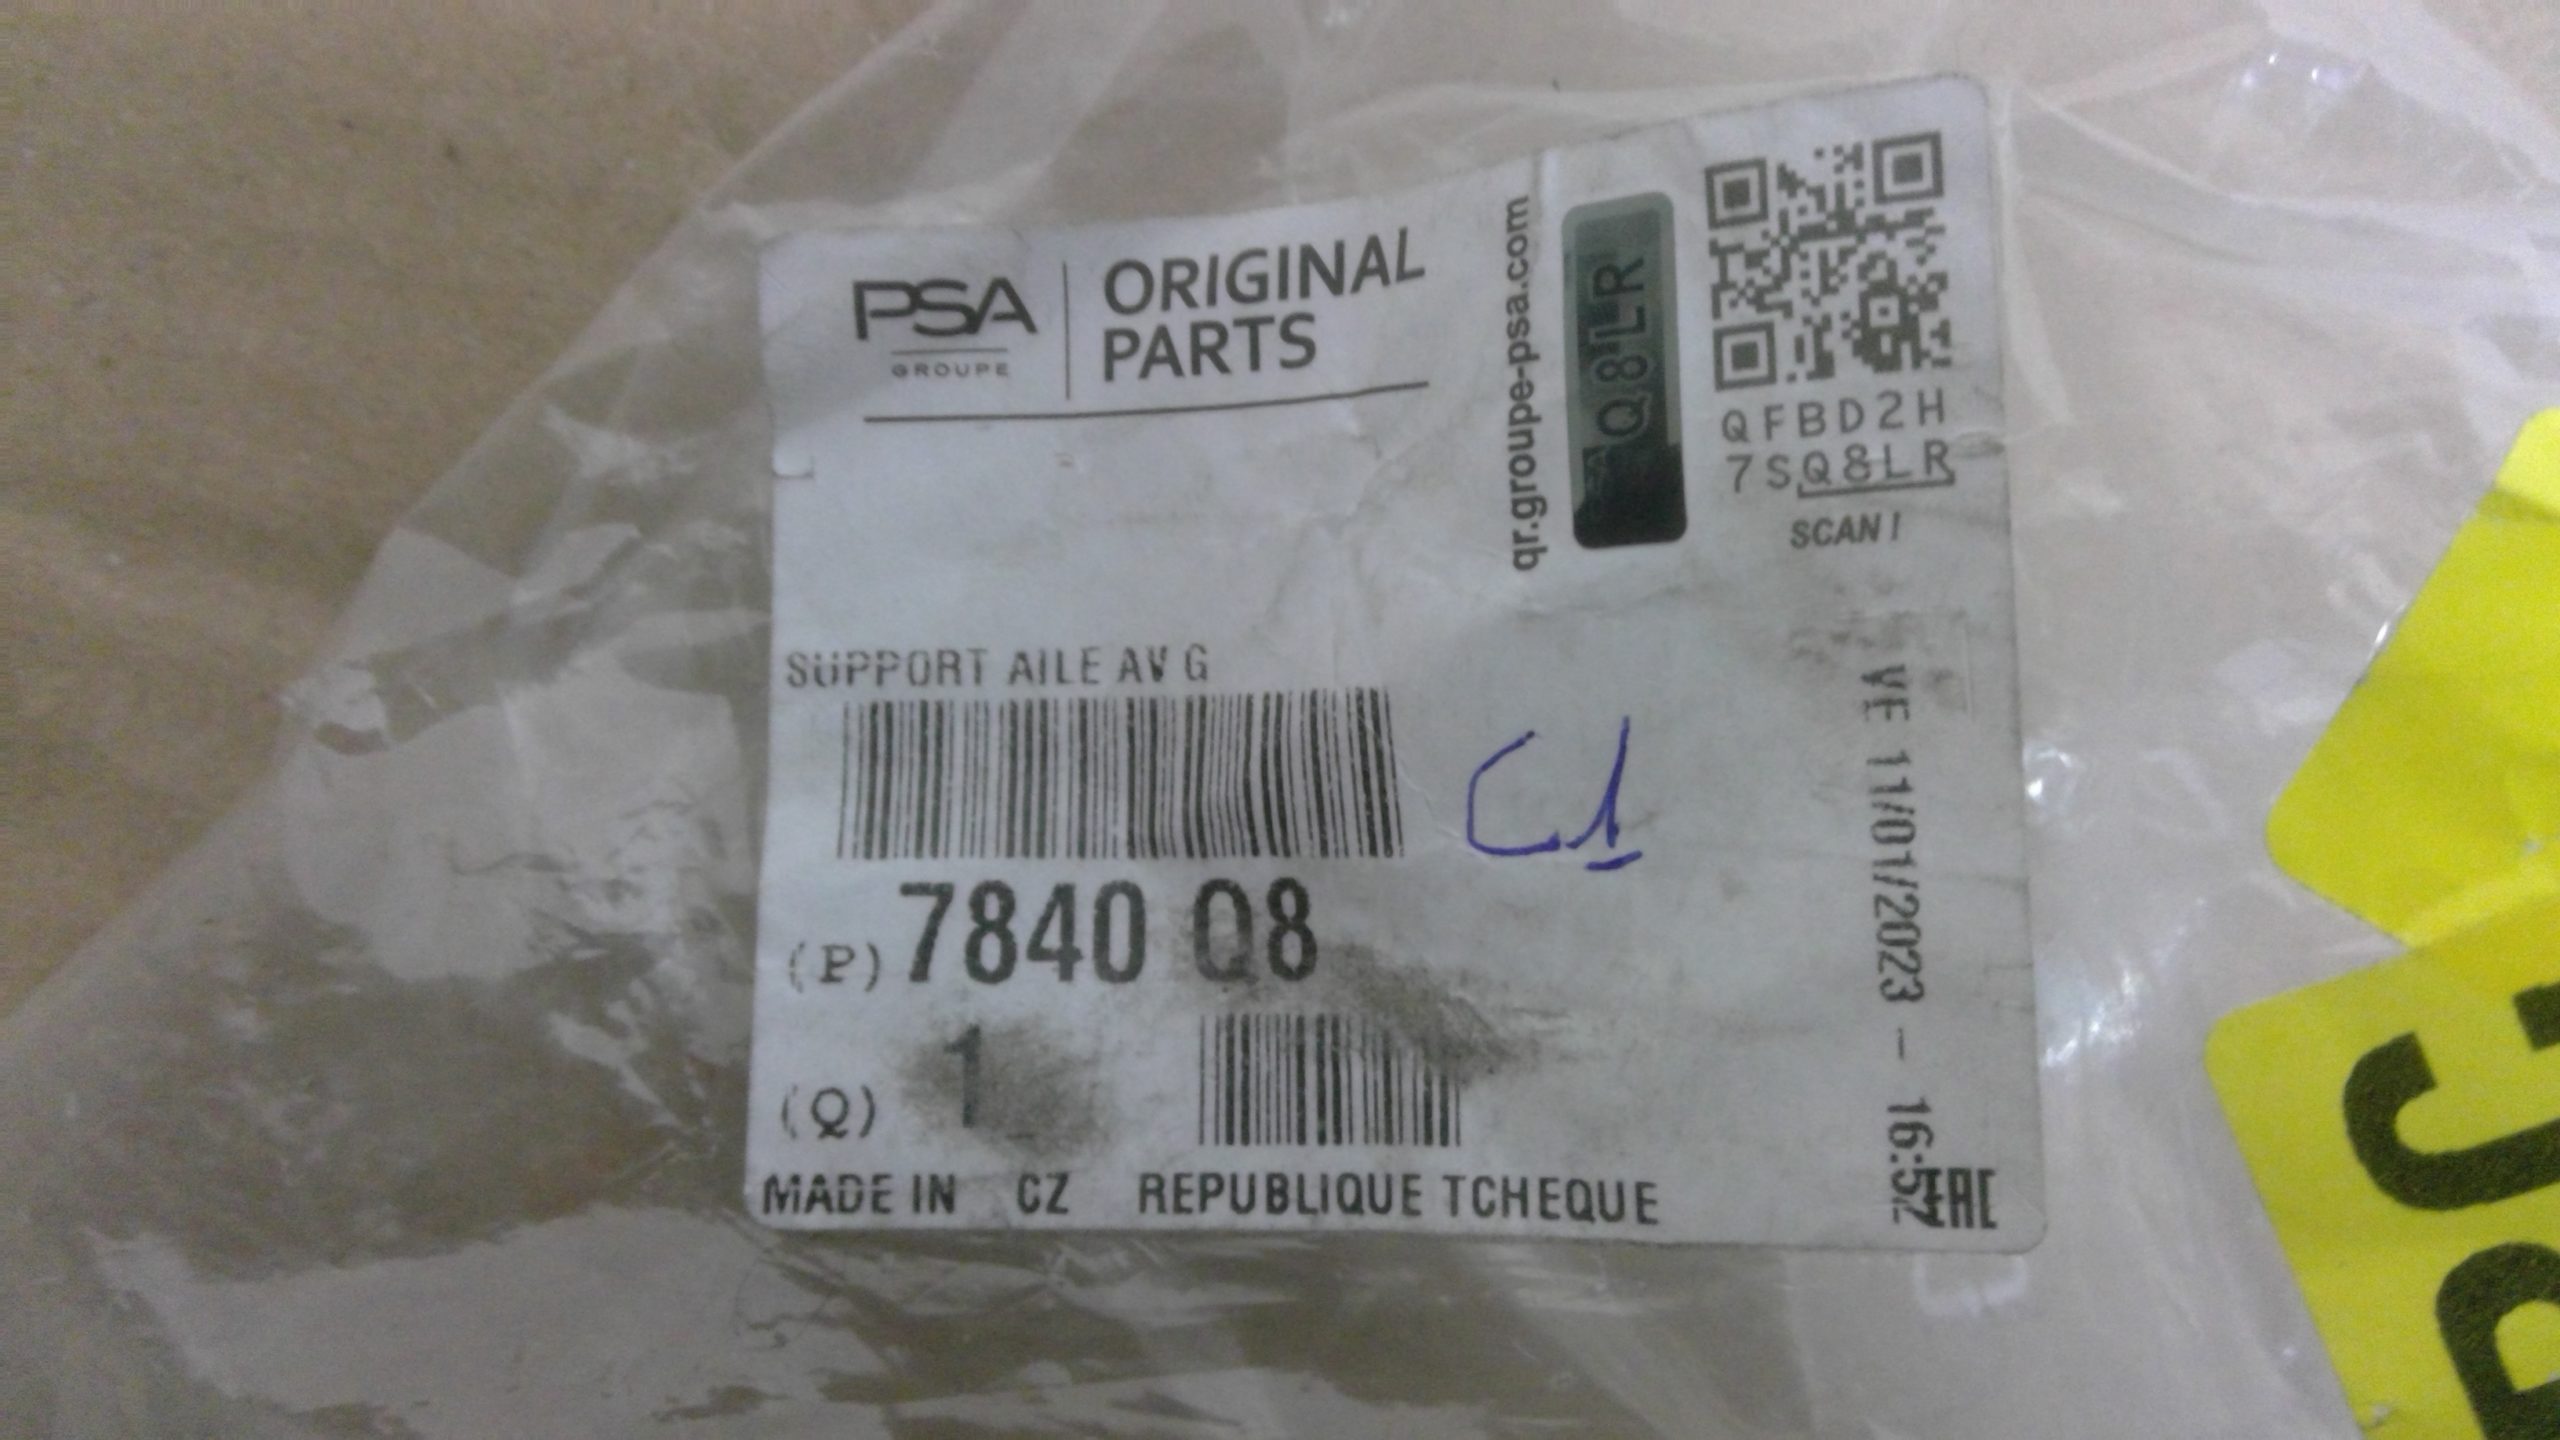 PSA
GROUPE
ORIGINAL
PARTS
qr.groupe-psa.com
Q8LR
QFBD2H
7SQ8LR
SCAN !
SUPPORT AILE AV G
C1
(P) 7840 Q8
(Q) 1
VE 11/01/2023 - 16:57
EAC
MADE IN CZ REPUBLIQUE TCHEQUE